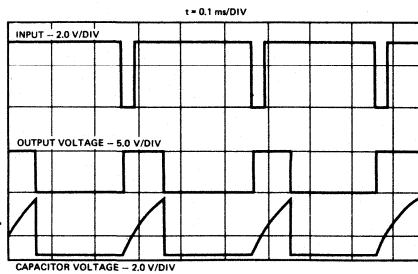 t = 0.1 ms/DIV
INPUT – 2.0 V/DIV
OUTPUT VOLTAGE – 5.0 V/DIV
CAPACITOR VOLTAGE – 2.0 V/DIV